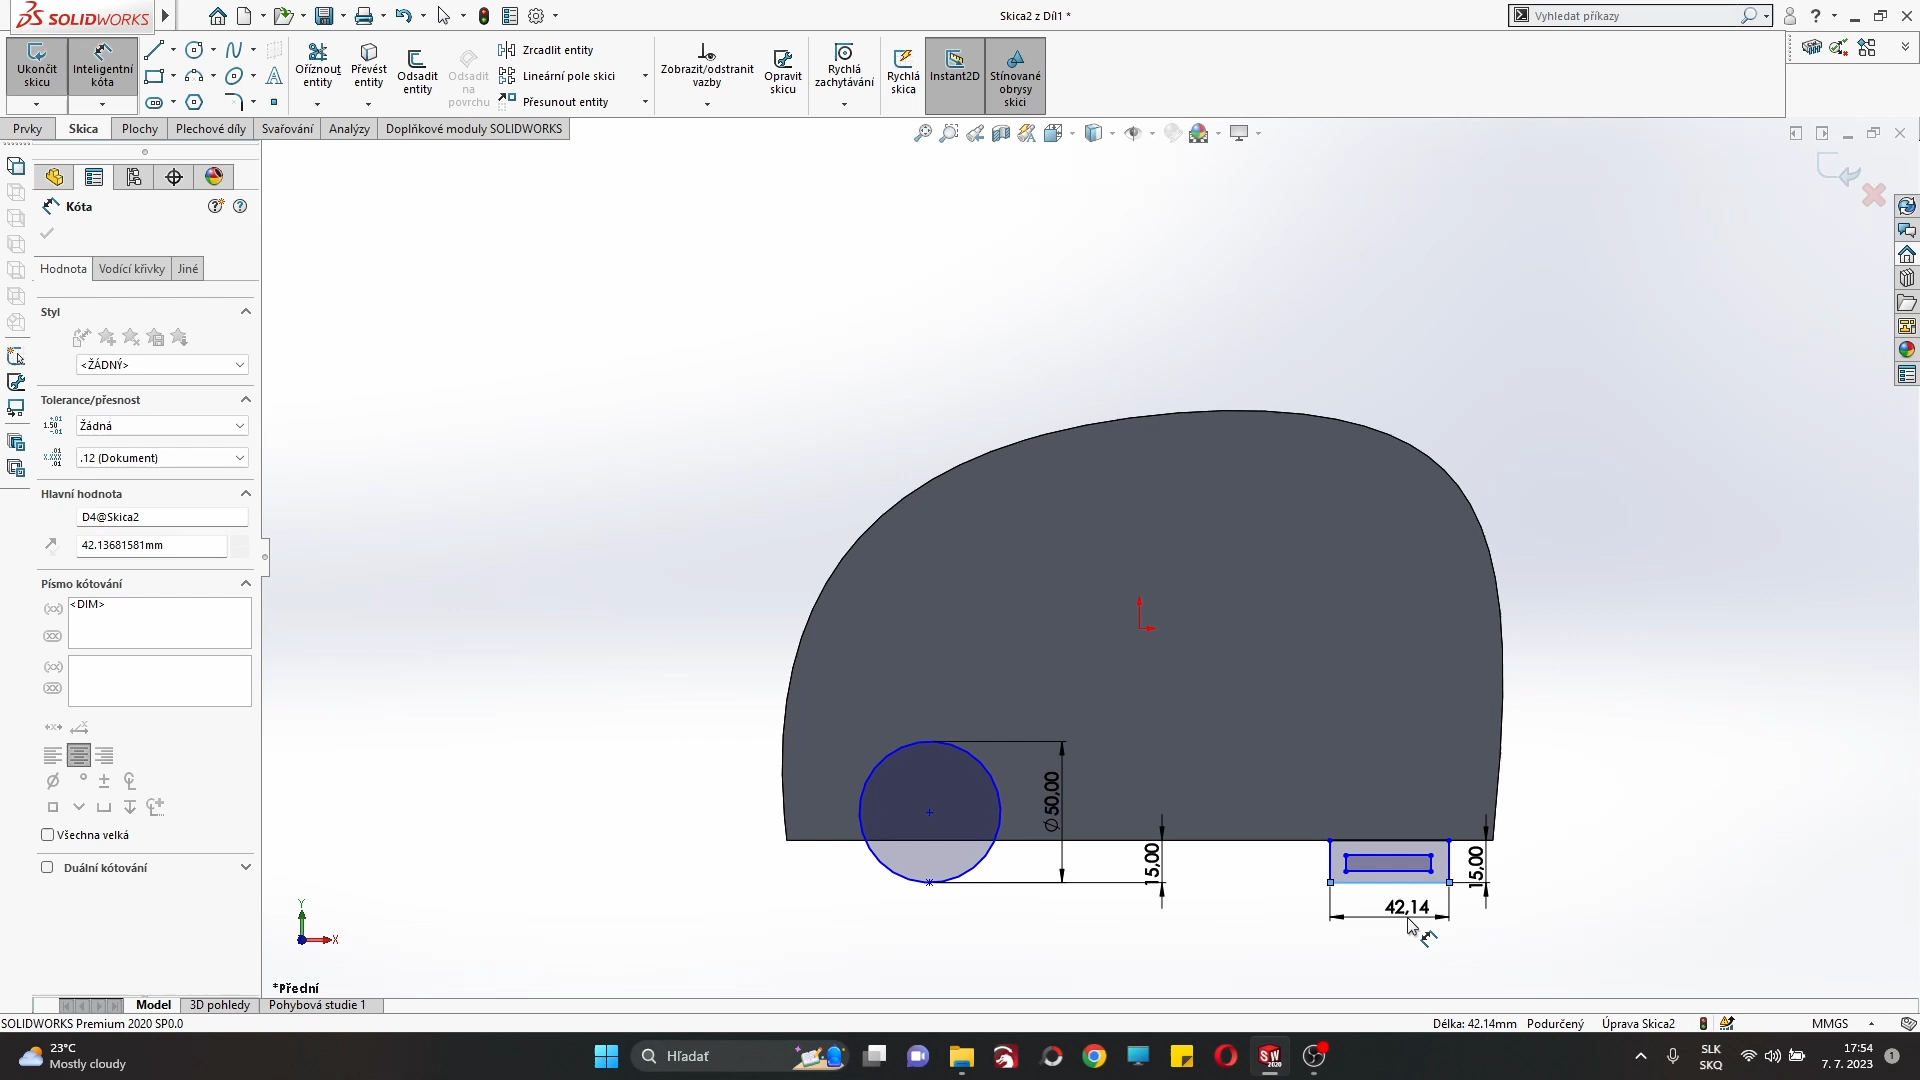 SOLIDWORKS
Skica2 z Díl1 *
Vyhledat příkazy
Ukončit skicu
Inteligentní kóta
Oříznout entity
Převést entity
Odsadit entity
Odsadit na povrchu
Zrcadlit entity
Lineární pole skici
Přesunout entity
Zobrazit/odstranit vazby
Opravit skicu
Rychlá zachytávání
Rychlá skica
Instant2D
Stínované obrysy skici
Prvky
Skica
Plochy
Plechové díly
Svařování
Analýzy
Doplňkové moduly SOLIDWORKS
Kóta
Hodnota
Vodící křivky
Jiné
Styl
<ŽÁDNÝ>
Tolerance/přesnost
Žádná
.12 (Dokument)
Hlavní hodnota
D4@Skica2
42.13681581mm
Písmo kótování
<DIM>
Všechna velká
Duální kótování
∅50,00
15,00
15,00
42,14
Y
X
*Přední
Model
3D pohledy
Pohybová studie 1
SOLIDWORKS Premium 2020 SP0.0
Délka: 42.14mm
Podurčený
Úprava Skica2
MMGS
23°C
Mostly cloudy
Hľadať
SLK
SKQ
17:54
7. 7. 2023